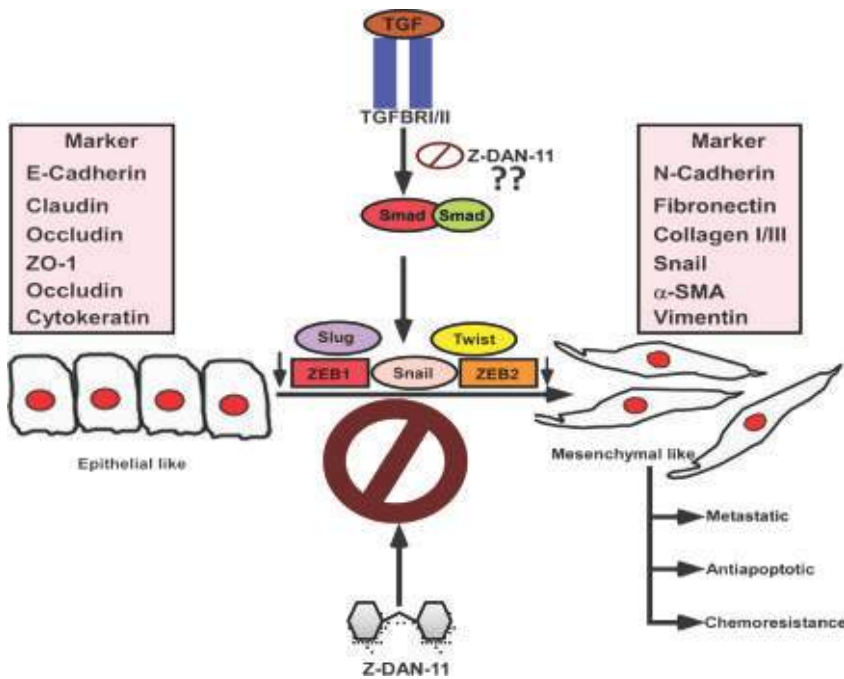 TGF
TGFBRI/II
Z-DAN-11
??
Smad Smad
Marker
E-Cadherin
Claudin
Occludin
ZO-1
Occludin
Cytokeratin
Marker
N-Cadherin
Fibronectin
Collagen I/III
Snail
α-SMA
Vimentin
Slug Twist
ZEB1 Snail ZEB2
Epithelial like
Mesenchymal like
Metastatic
Antiapoptotic
Chemoresistance
Z-DAN-11